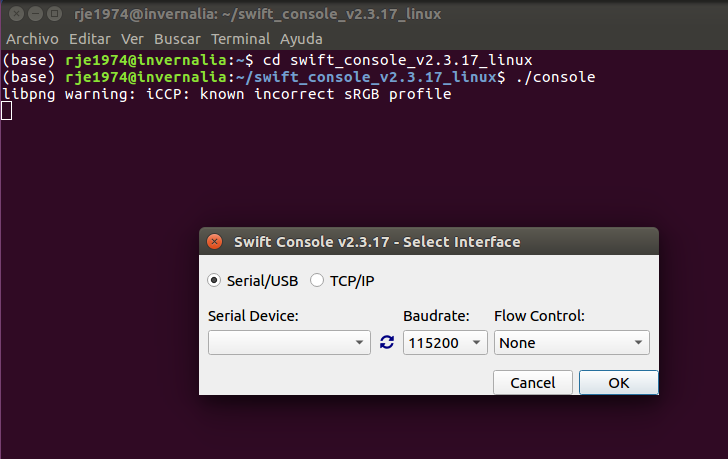 rje1974@invernalia: ~/swift_console_v2.3.17_linux
Archivo Editar Ver Buscar Terminal Ayuda
(base) rje1974@invernalia:~$ cd swift_console_v2.3.17_linux
(base) rje1974@invernalia:~/swift_console_v2.3.17_linux$ ./console
libpng warning: iCCP: known incorrect sRGB profile
Swift Console v2.3.17 - Select Interface
Serial/USB TCP/IP
Serial Device: Baudrate: Flow Control:
115200 None
Cancel OK